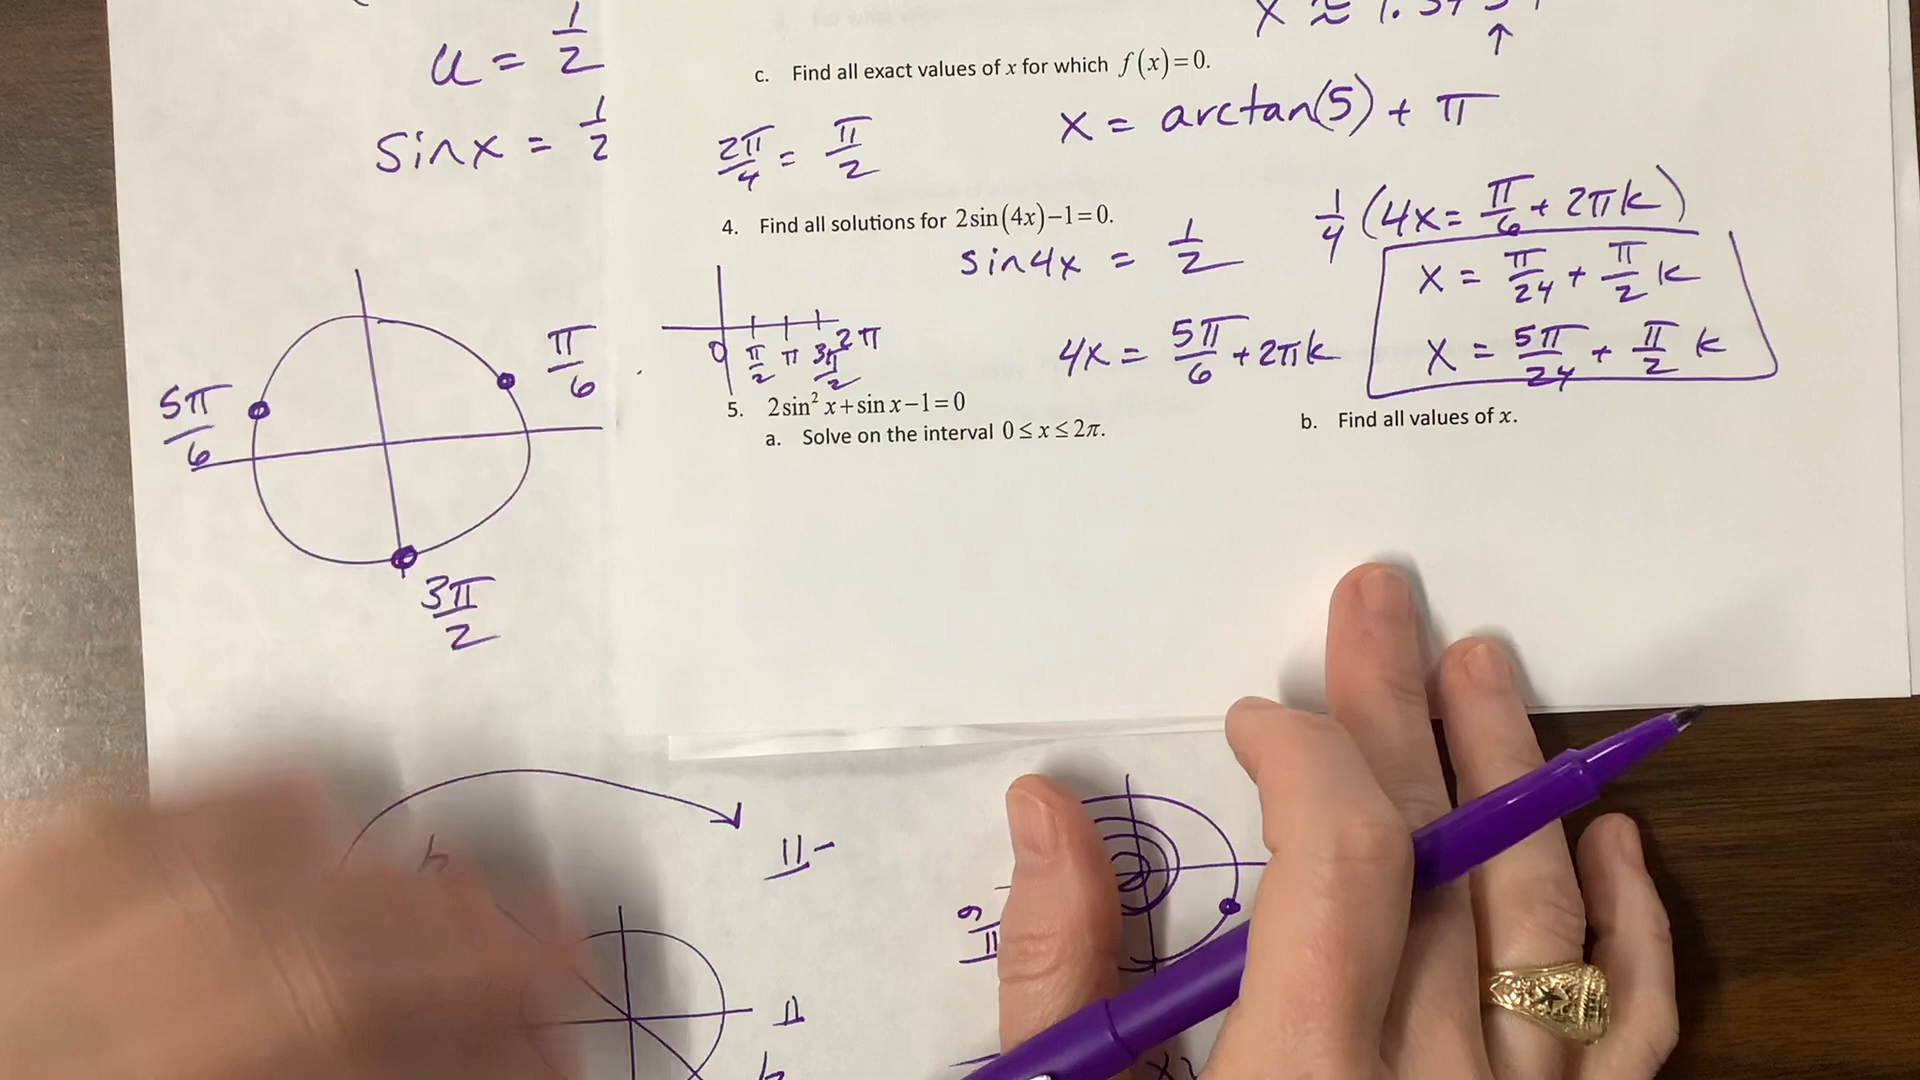 u = 1/2
sinx = 1/2
5π/6
π/6
3π/2
c. Find all exact values of x for which f(x)=0.
x = arctan(5) + π
2π/4 = π/2
4. Find all solutions for 2sin(4x)−1=0.
sin4x = 1/2
1/4 (4x = π/6 + 2πk)
x = π/24 + π/2 k
4x = 5π/6 + 2πk
x = 5π/24 + π/2 k
0 π/2 π 3π/2 2π
5. 2sin² x+sin x−1=0
a. Solve on the interval 0≤x≤2π.
b. Find all values of x.